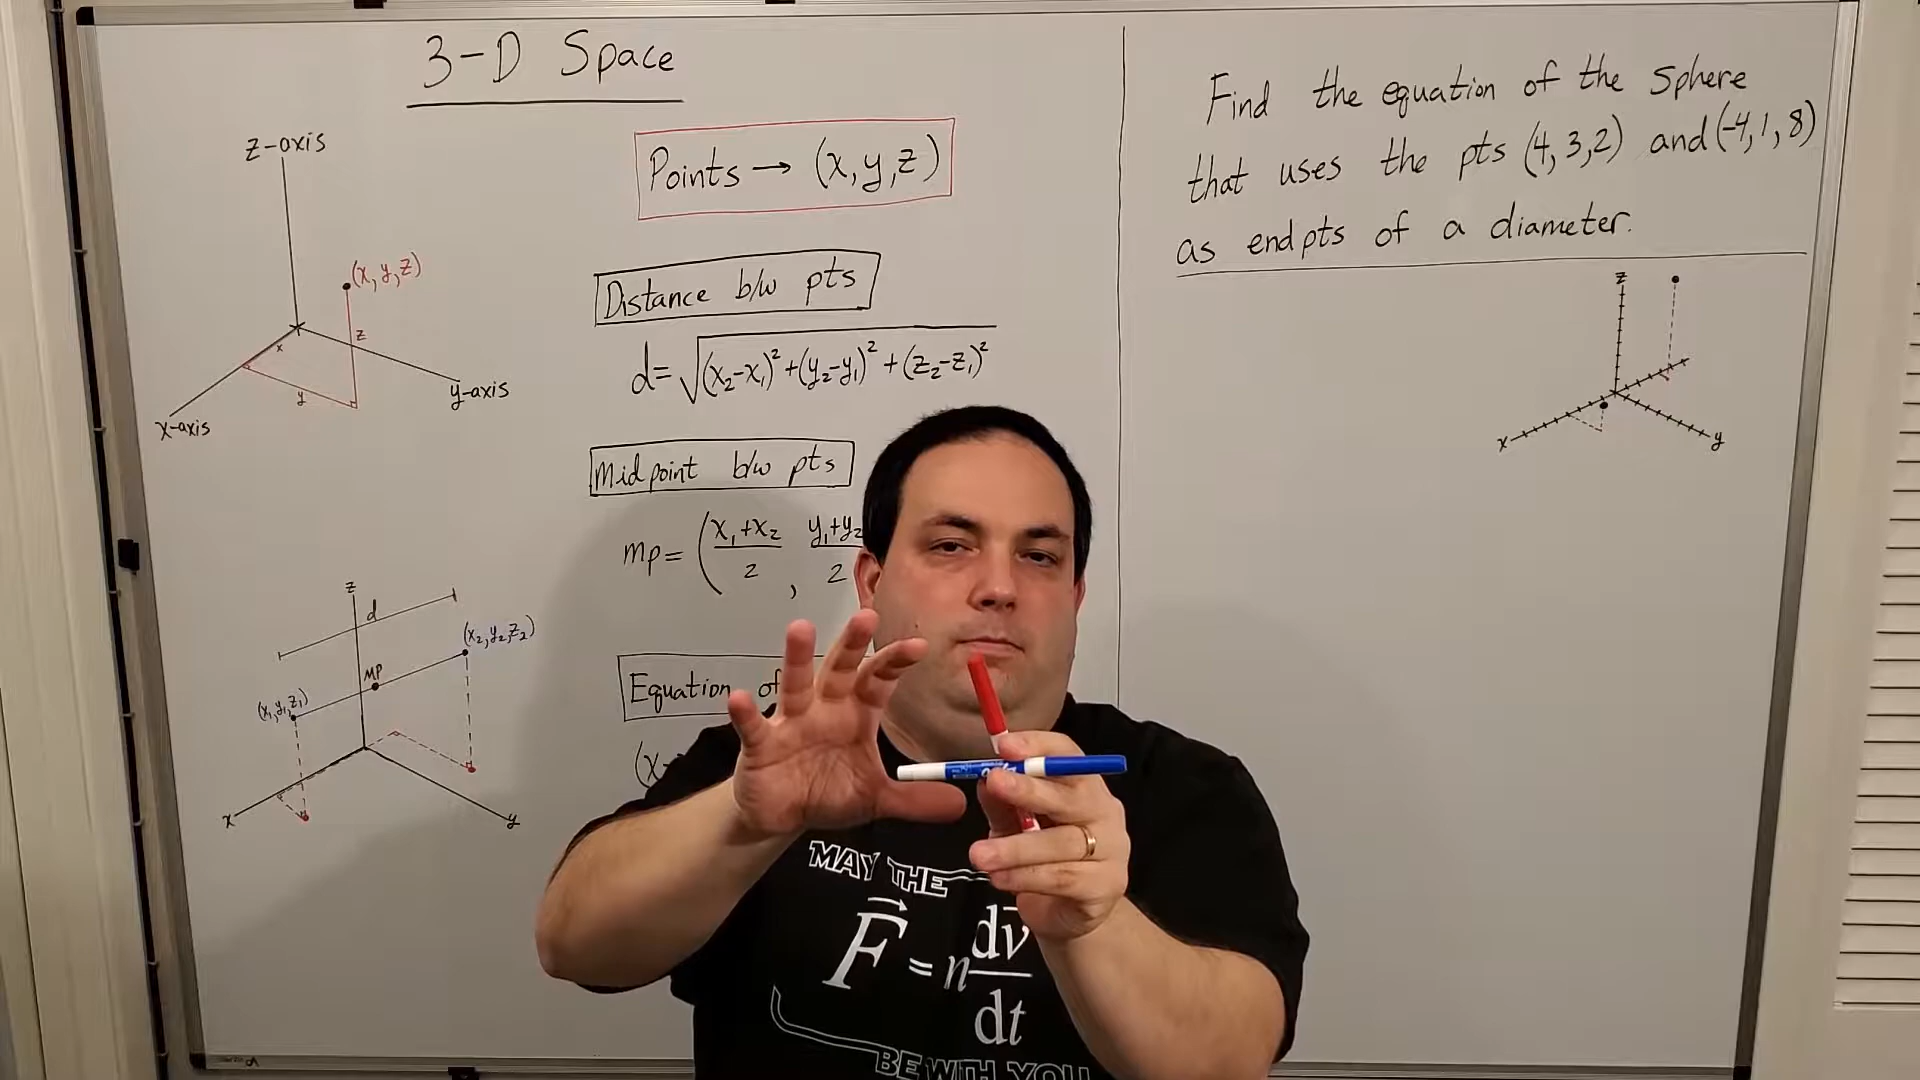 3-D Space
z-axis
(x,y,z)
z
x
y
x-axis
y-axis
Points → (x,y,z)
Distance b/w pts
d=√(x₂-x₁)²+(y₂-y₁)²+(z₂-z₁)²
Midpoint b/w pts
mp=(x₁+x₂/2, y₁+y₂/2
Equation of
(x-
z
d
(x₂,y₂,z₂)
MP
(x₁,y₁,z₁)
x
y
Find the equation of the sphere
that uses the pts (4,3,2) and (-4,1,8)
as endpts of a diameter.
z
x
y
MAY THE
F⃗ = dv̄/dt
BE WITH YOU